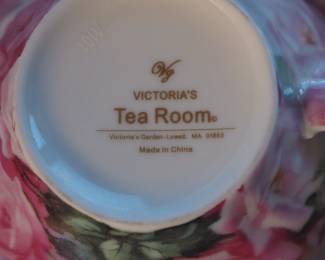 Vg
VICTORIA'S
Tea Room©
Victoria's Garden-Lowell, MA 01853
Made in China